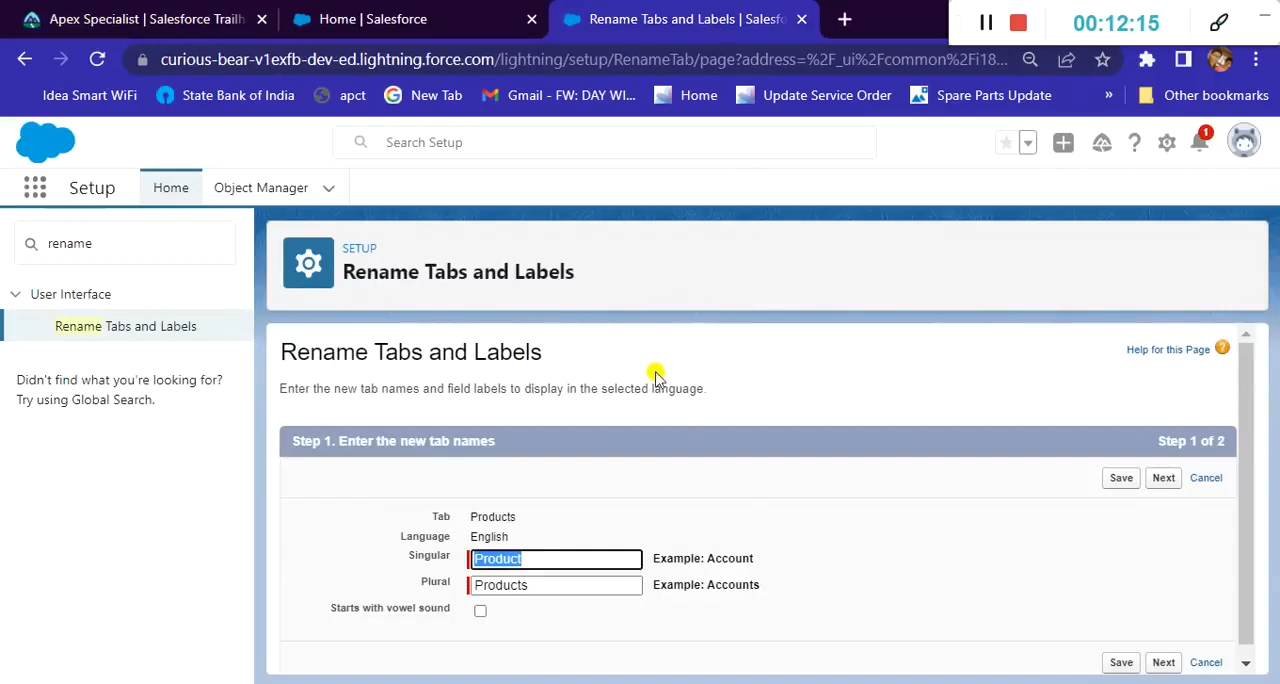 Apex Specialist | Salesforce Trailh
Home | Salesforce
Rename Tabs and Labels | Salesfo
00:12:15
curious-bear-v1exfb-dev-ed.lightning.force.com/lightning/setup/RenameTab/page?address=%2F_ui%2Fcommon%2Fi18...
Idea Smart WiFi
State Bank of India
apct
New Tab
Gmail - FW: DAY WI...
Home
Update Service Order
Spare Parts Update
»
Other bookmarks
Search Setup
1
Setup
Home
Object Manager
rename
User Interface
Rename Tabs and Labels
Didn't find what you're looking for?
Try using Global Search.
SETUP
Rename Tabs and Labels
Rename Tabs and Labels
Help for this Page ?
Enter the new tab names and field labels to display in the selected language.
Step 1. Enter the new tab names
Step 1 of 2
Save
Next
Cancel
Tab Products
Language English
Singular Product Example: Account
Plural Products Example: Accounts
Starts with vowel sound
Save
Next
Cancel